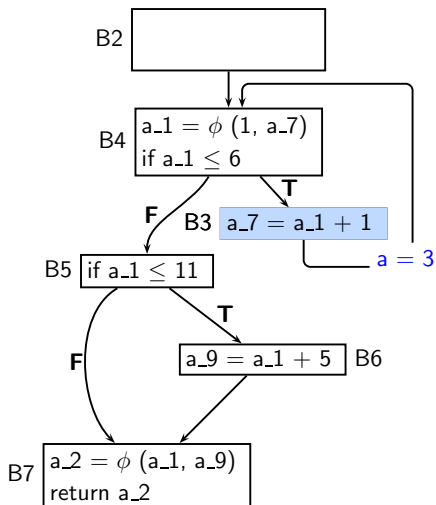 B2
B4
a_1 = ϕ (1, a_7)
if a_1 ≤ 6
F
T
B3
a_7 = a_1 + 1
a = 3
B5
if a_1 ≤ 11
T
F
a_9 = a_1 + 5
B6
B7
a_2 = ϕ (a_1, a_9)
return a_2